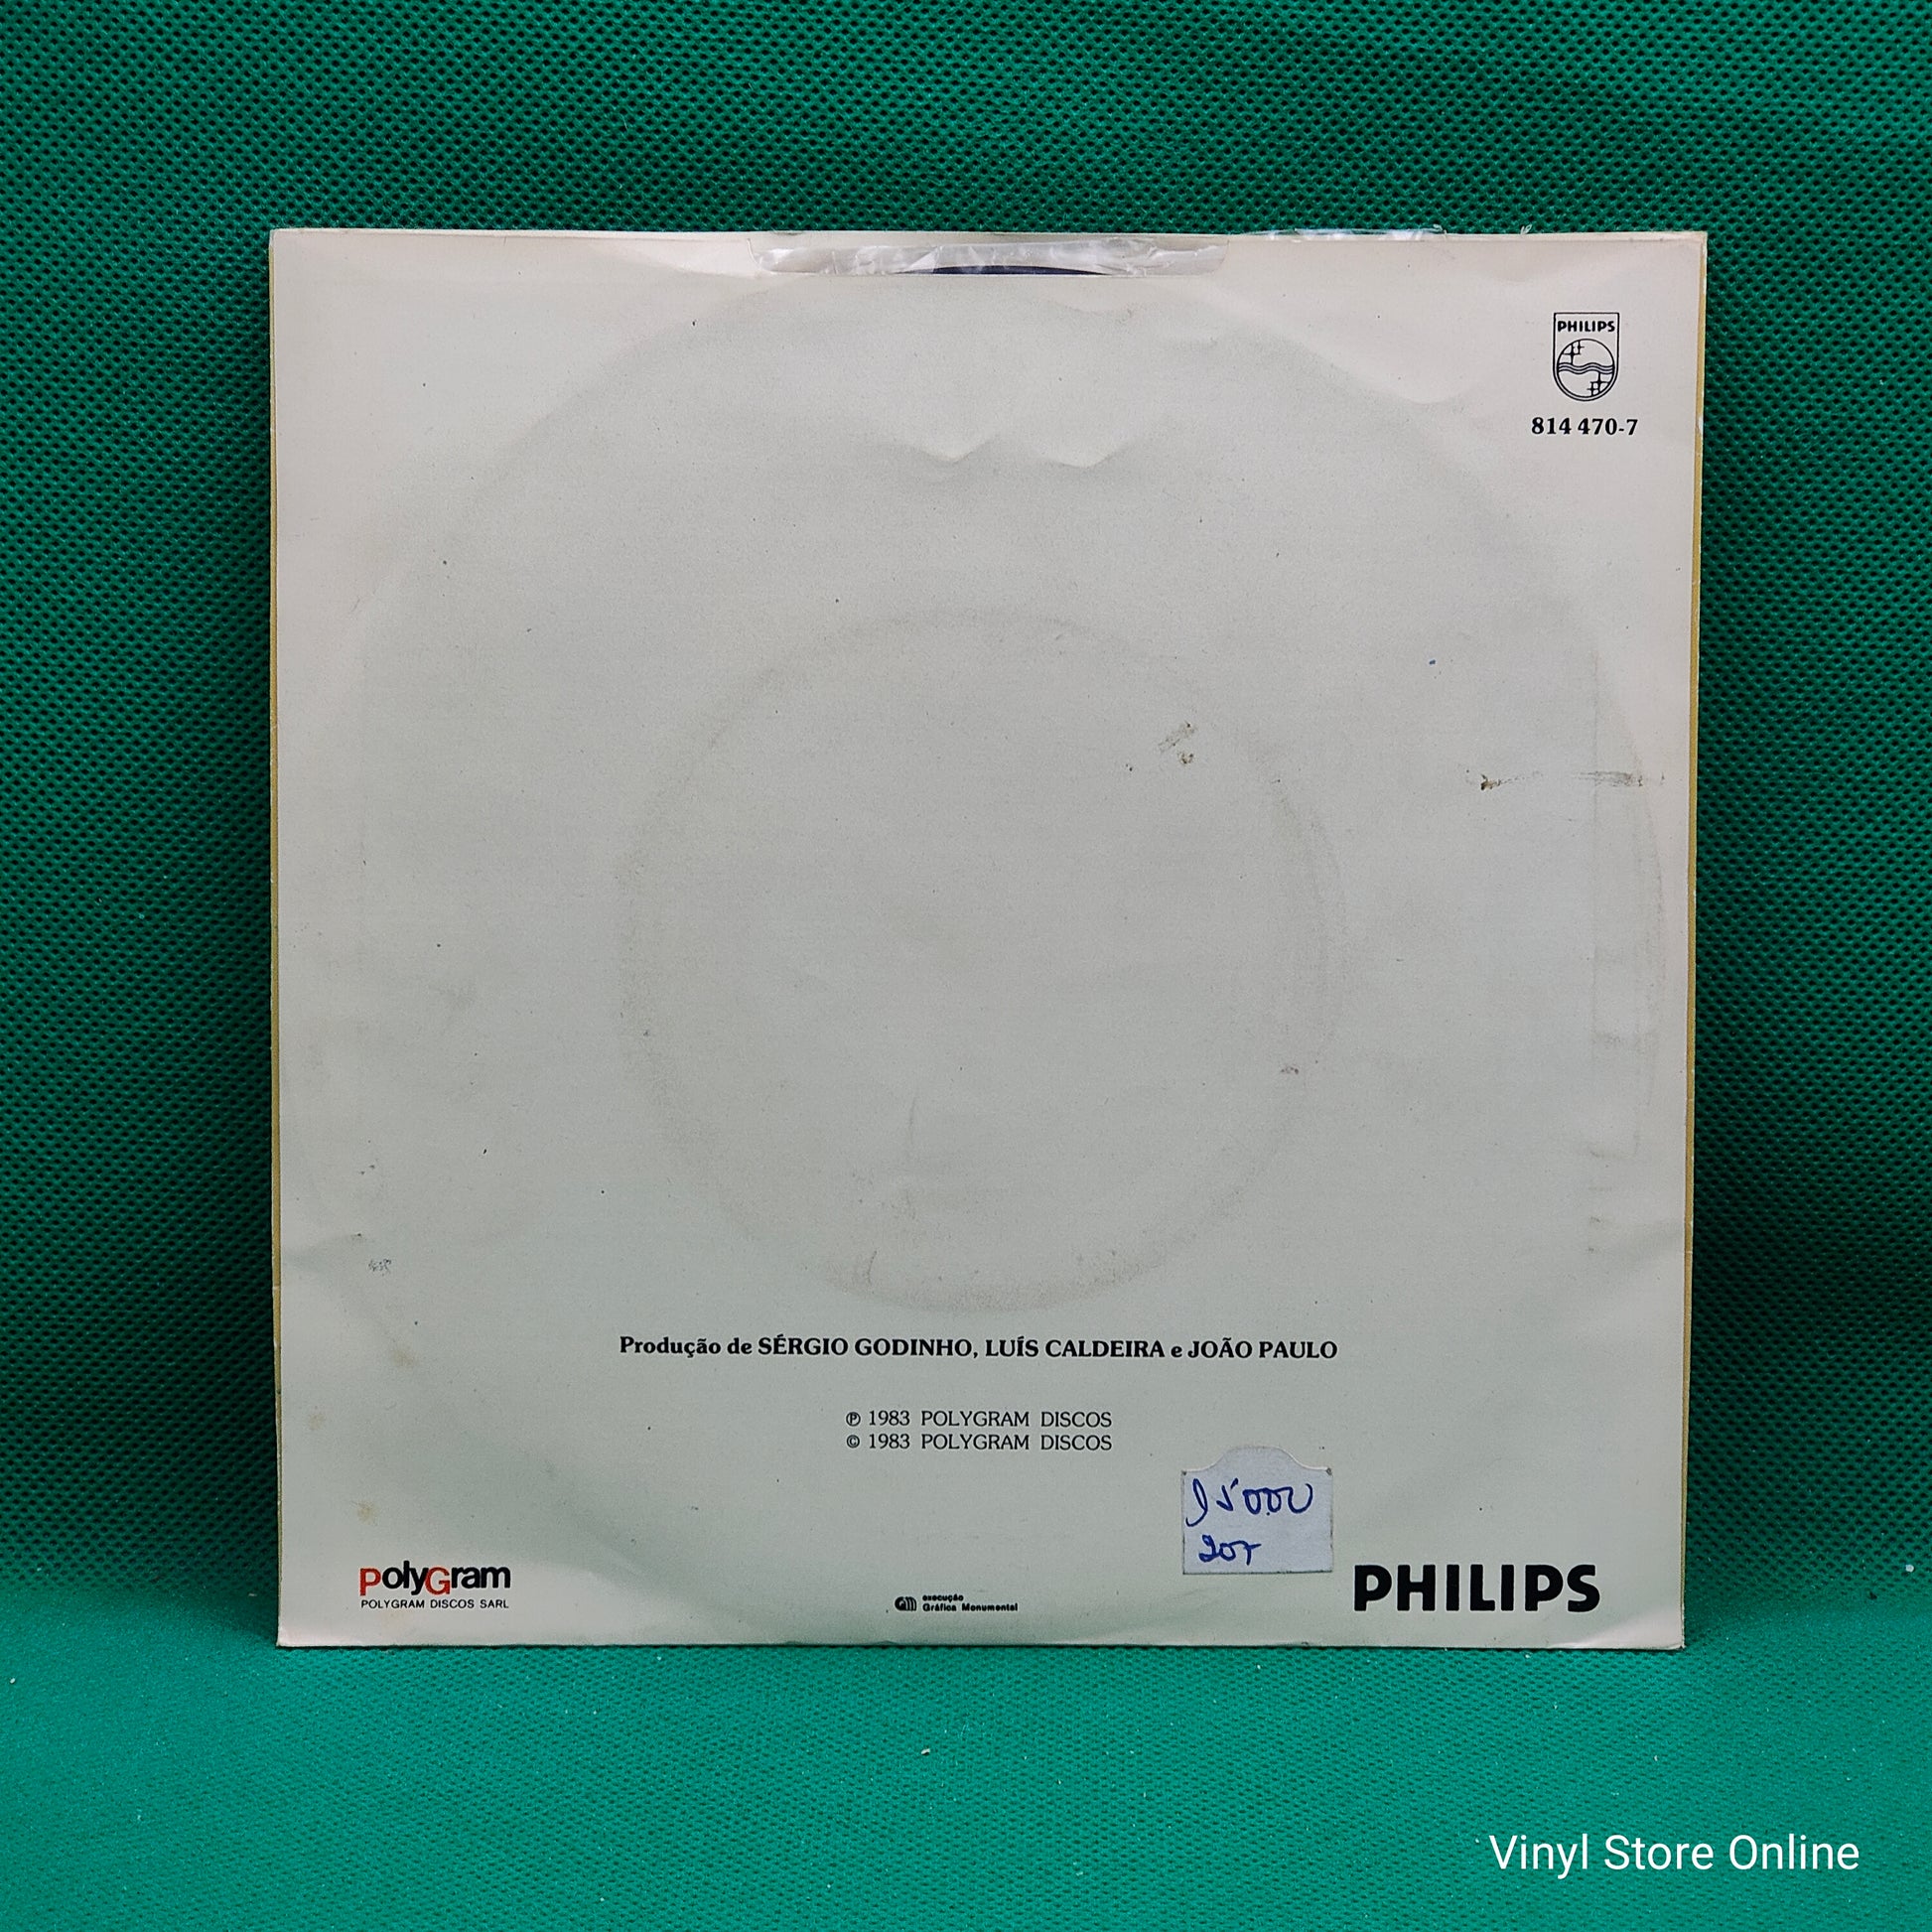 PHILIPS
814 470-7
Produção de SÉRGIO GODINHO, LUÍS CALDEIRA e JOÃO PAULO
℗ 1983 POLYGRAM DISCOS
© 1983 POLYGRAM DISCOS
polyGram
POLYGRAM DISCOS SARL
execução
Gráfica Monumental
PHILIPS
Vinyl Store Online